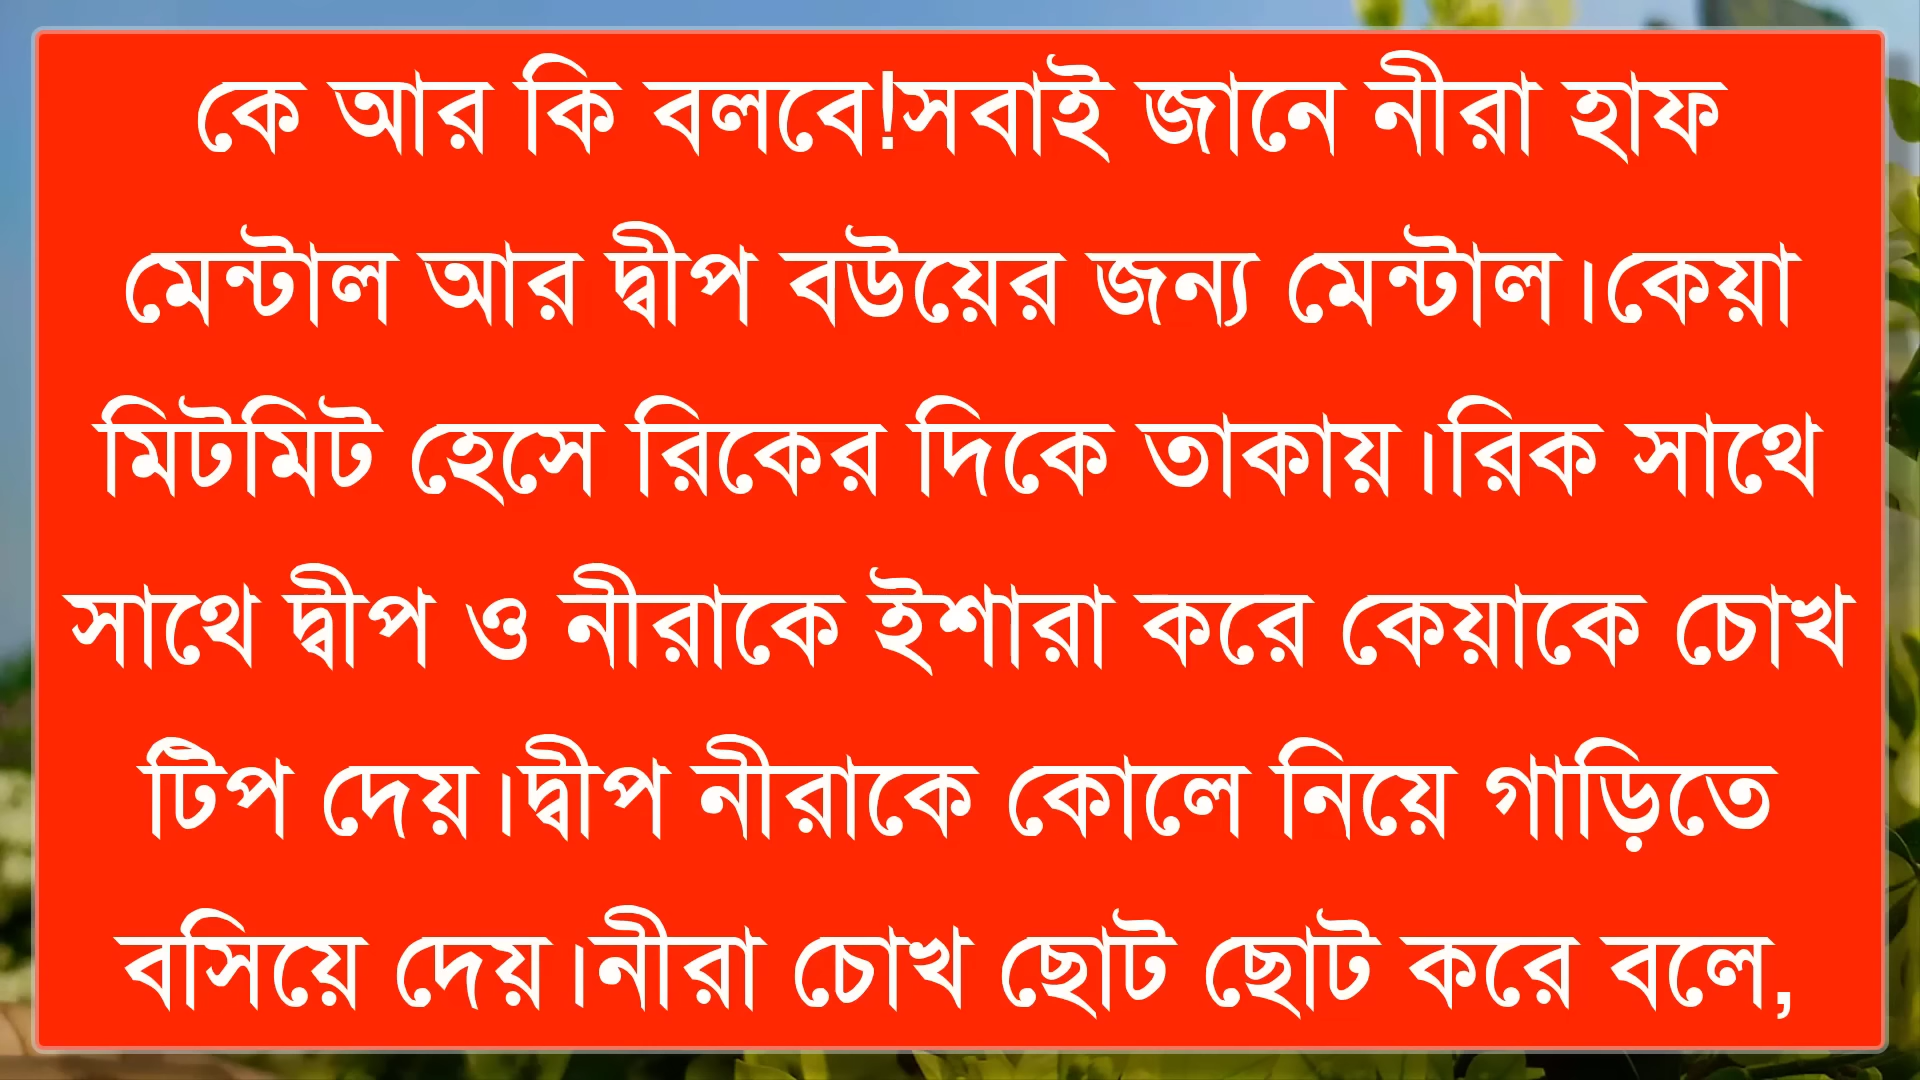 কে আর কি বলবে!সবাই জানে নীরা হাফ
মেন্টাল আর দ্বীপ বউয়ের জন্য মেন্টাল।কেয়া
মিটমিট হেসে রিকের দিকে তাকায়।রিক সাথে
সাথে দ্বীপ ও নীরাকে ইশারা করে কেয়াকে চোখ
টিপ দেয়।দ্বীপ নীরাকে কোলে নিয়ে গাড়িতে
বসিয়ে দেয়।নীরা চোখ ছোট ছোট করে বলে,